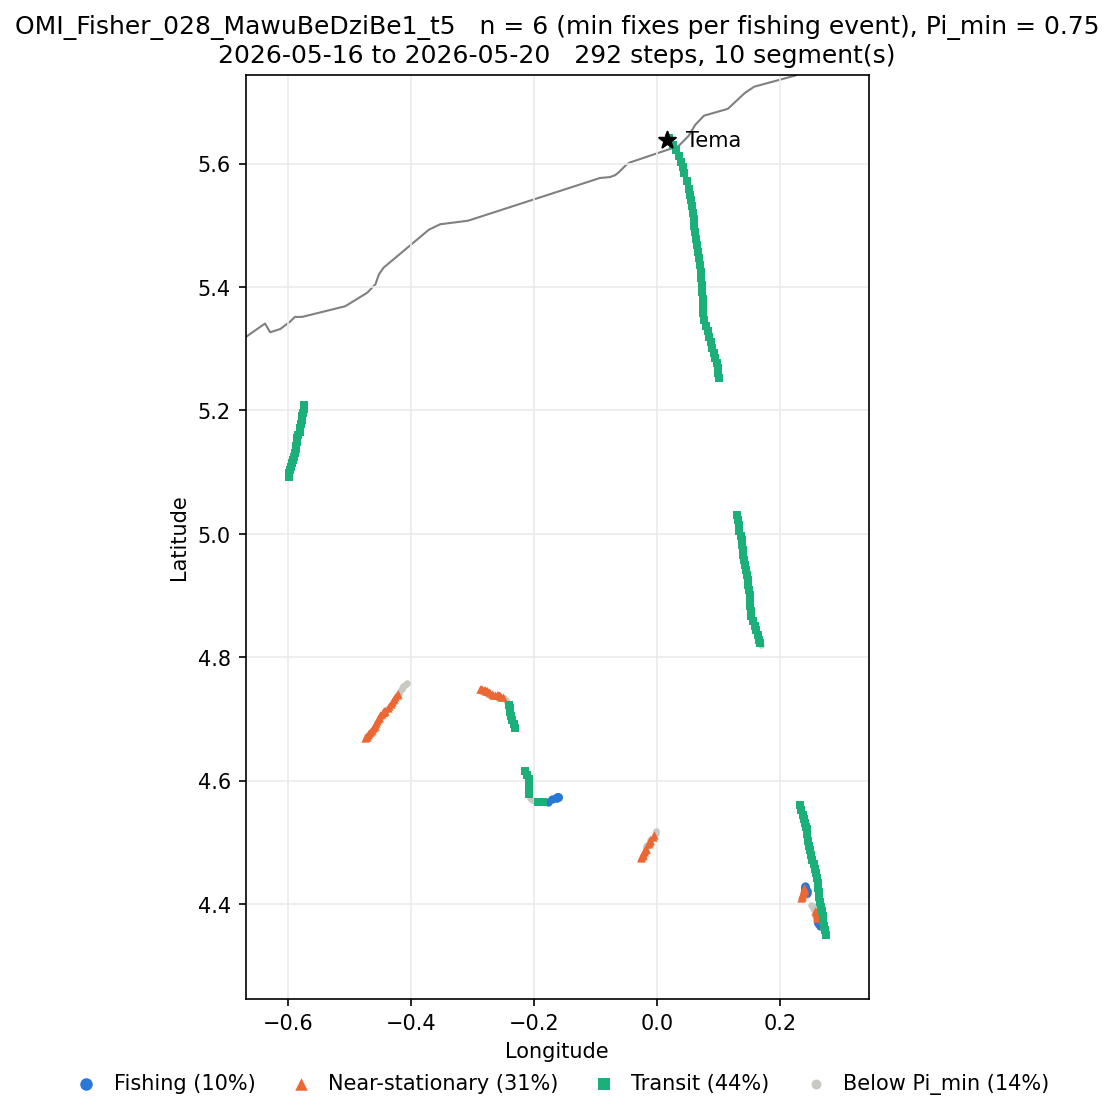 OMI_Fisher_028_MawuBeDziBe1_t5   n = 6 (min fixes per fishing event), Pi_min = 0.75
2026-05-16 to 2026-05-20   292 steps, 10 segment(s)
Tema
5.6
5.4
5.2
5.0
4.8
4.6
4.4
Latitude
−0.6 −0.4 −0.2 0.0 0.2
Longitude
Fishing (10%) Near-stationary (31%) Transit (44%) Below Pi_min (14%)